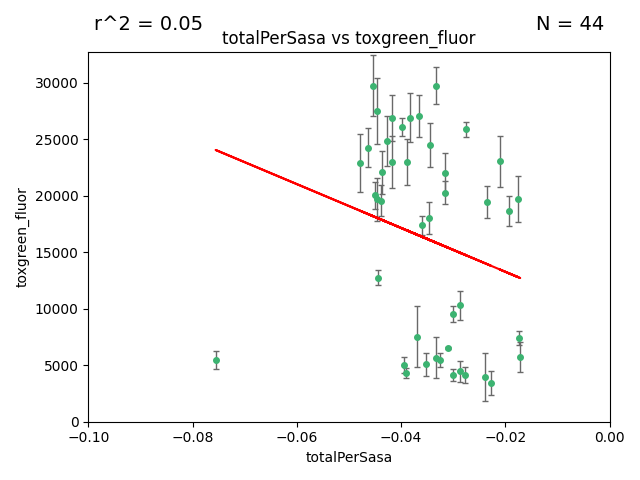 r^2 = 0.05
N = 44
totalPerSasa vs toxgreen_fluor
toxgreen_fluor
30000
25000
20000
15000
10000
5000
0
−0.10
−0.08
−0.06
−0.04
−0.02
0.00
totalPerSasa